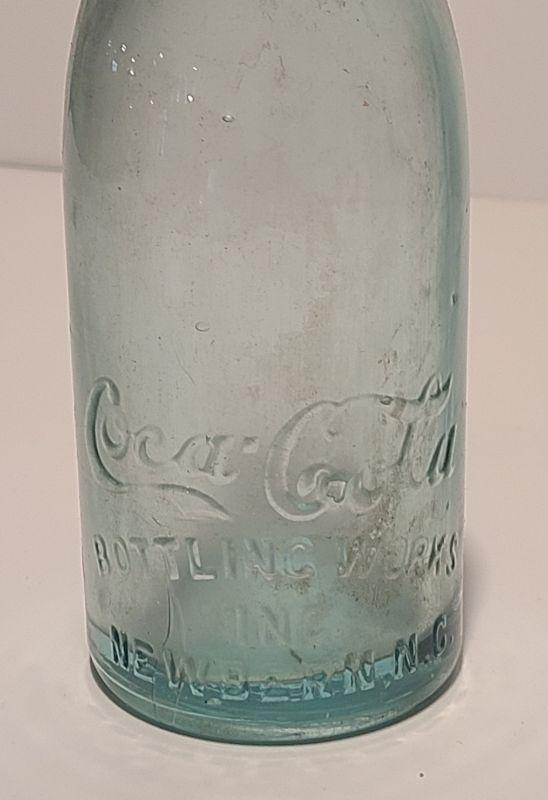 Coca-Cola
BOTTLING WORKS
INC
NEW BERN, N.C.